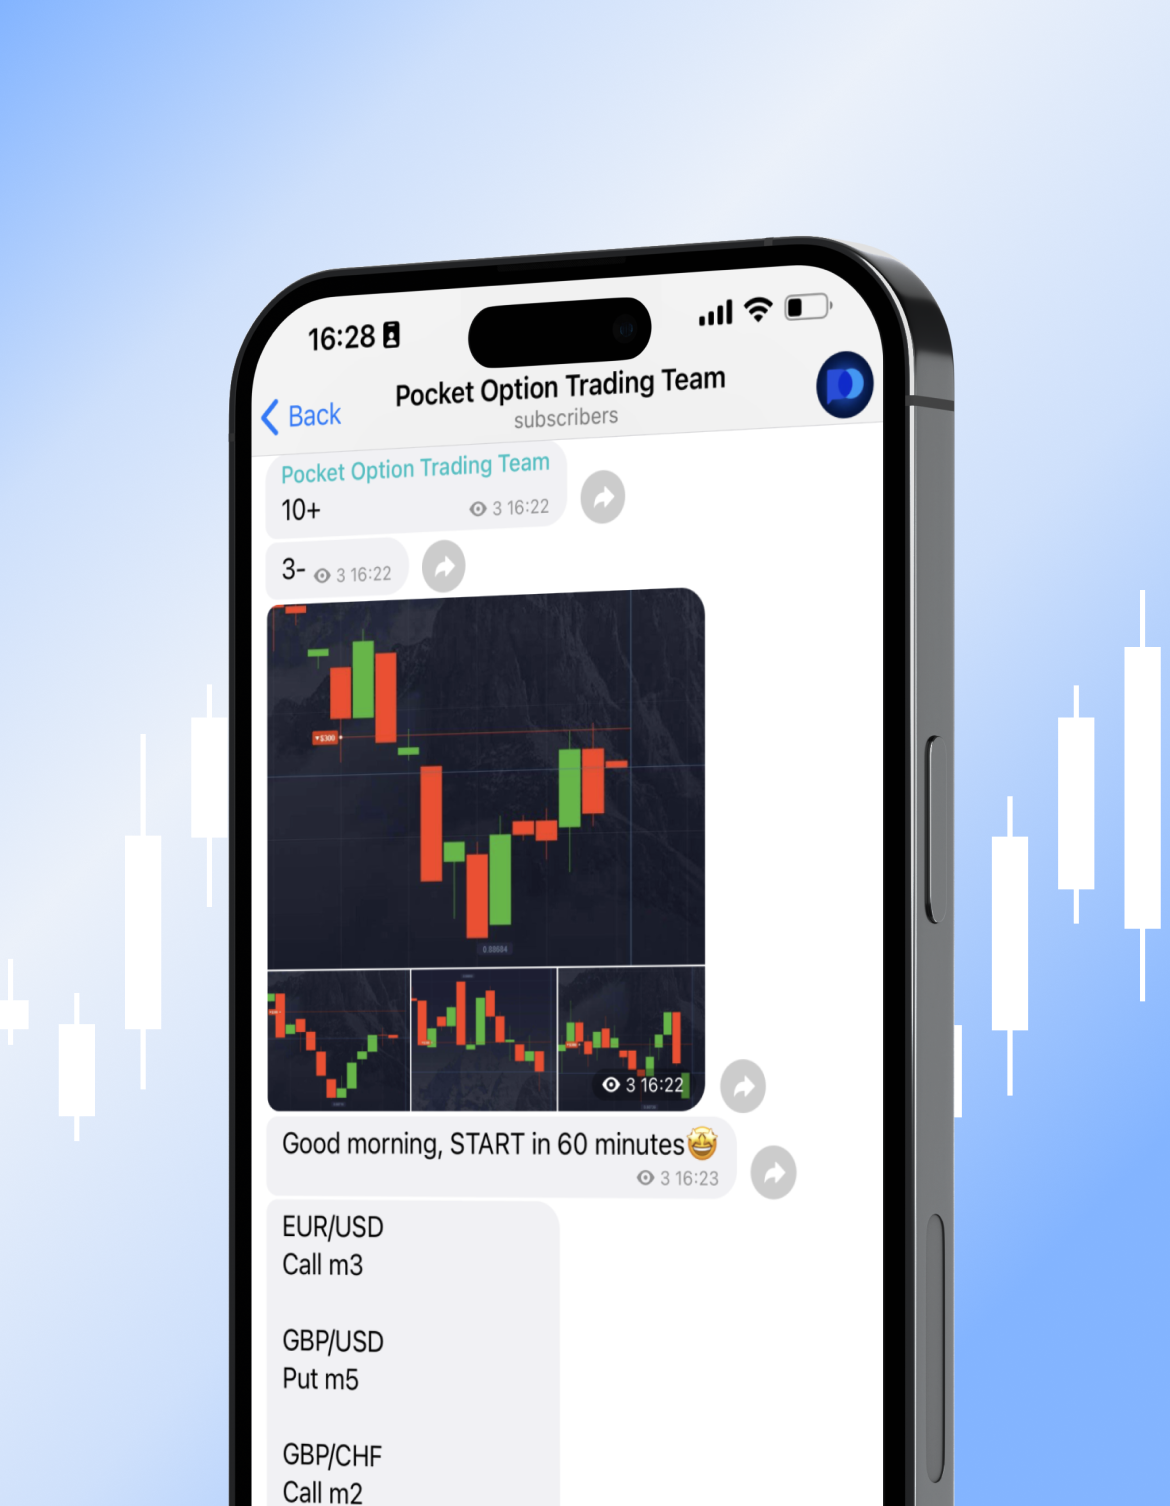 16:28
Back
Pocket Option Trading Team
subscribers
Pocket Option Trading Team
10+
3 16:22
3- 3 16:22
$300
3 16:22
Good morning, START in 60 minutes🤩
3 16:23
EUR/USD
Call m3
GBP/USD
Put m5
GBP/CHF
Call m2